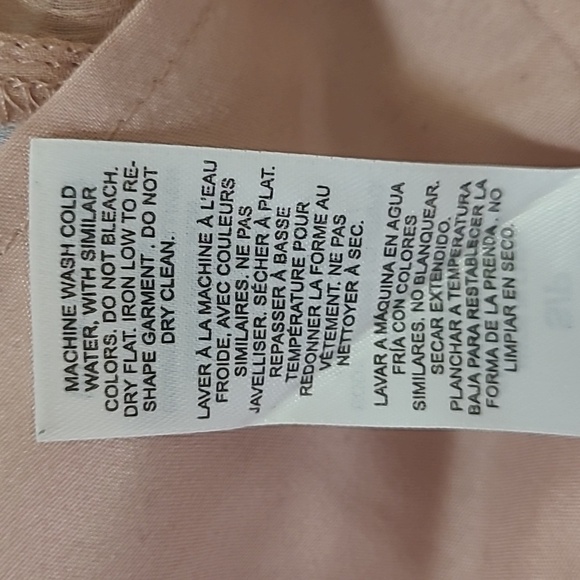 MACHINE WASH COLD
WATER, WITH SIMILAR
COLORS. DO NOT BLEACH.
DRY FLAT. IRON LOW TO RE-
SHAPE GARMENT . DO NOT
DRY CLEAN.
LAVER À LA MACHINE À L'EAU
FROIDE, AVEC COULEURS
SIMILAIRES. NE PAS
JAVELLISER. SÉCHER À PLAT.
REPASSER À BASSE
TEMPÉRATURE POUR
REDONNER LA FORME AU
VÊTEMENT. NE PAS
NETTOYER À SEC.
LAVAR A MÁQUINA EN AGUA
FRÍA CON COLORES
SIMILARES. NO BLANQUEAR.
SECAR EXTENDIDO.
PLANCHAR A TEMPERATURA
BAJA PARA RESTABLECER LA
FORMA DE LA PRENDA . NO
LIMPIAR EN SECO.